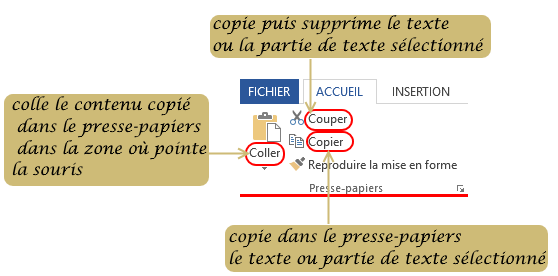 copie puis supprime le texte
ou la partie de texte sélectionné
FICHIER ACCUEIL INSERTION
colle le contenu copié
dans le presse-papiers
dans la zone où pointe
la souris
Couper
Copier
Coller
Reproduire la mise en forme
Presse-papiers
copie dans le presse-papiers
le texte ou partie de texte sélectionné